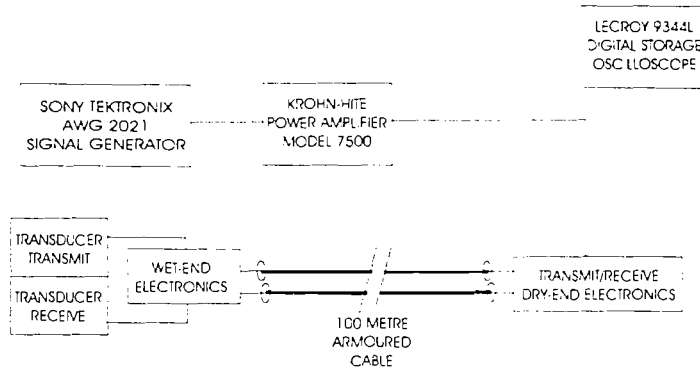 LECROY 9344L
DIGITAL STORAGE
OSCILLOSCOPE
SONY TEKTRONIX
AWG 2021
SIGNAL GENERATOR
KROHN-HITE
POWER AMPLIFIER
MODEL 7500
TRANSDUCER
TRANSMIT
WET-END
ELECTRONICS
TRANSDUCER
RECEIVE
TRANSMIT/RECEIVE
DRY-END ELECTRONICS
100 METRE
ARMOURED
CABLE